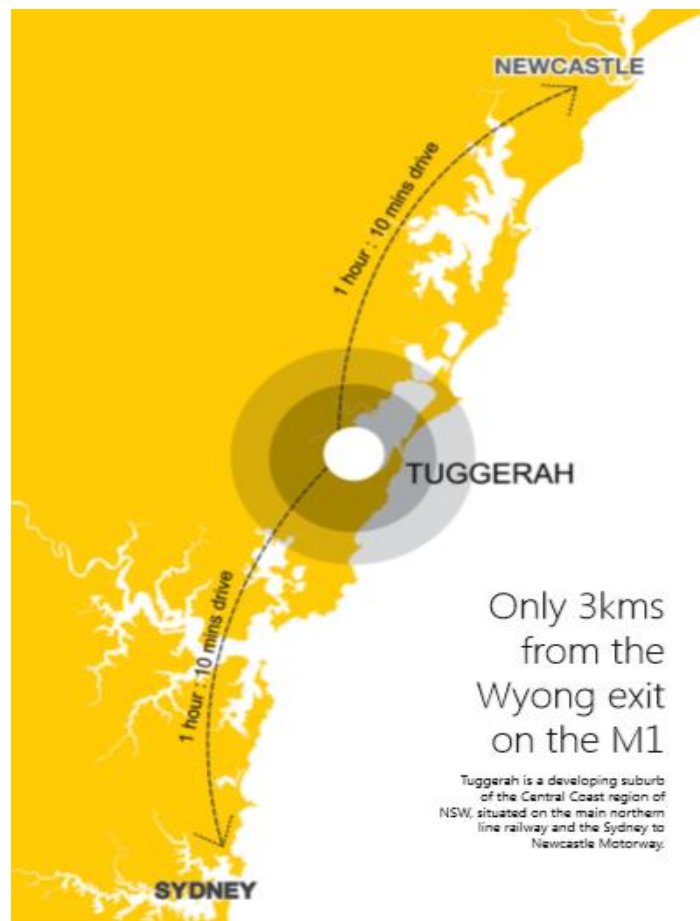 NEWCASTLE
1 hour : 10 mins drive
TUGGERAH
1 hour : 10 mins drive
SYDNEY
Only 3kms
from the
Wyong exit
on the M1
Tuggerah is a developing suburb
of the Central Coast region of
NSW, situated on the main northern
line railway and the Sydney to
Newcastle Motorway.